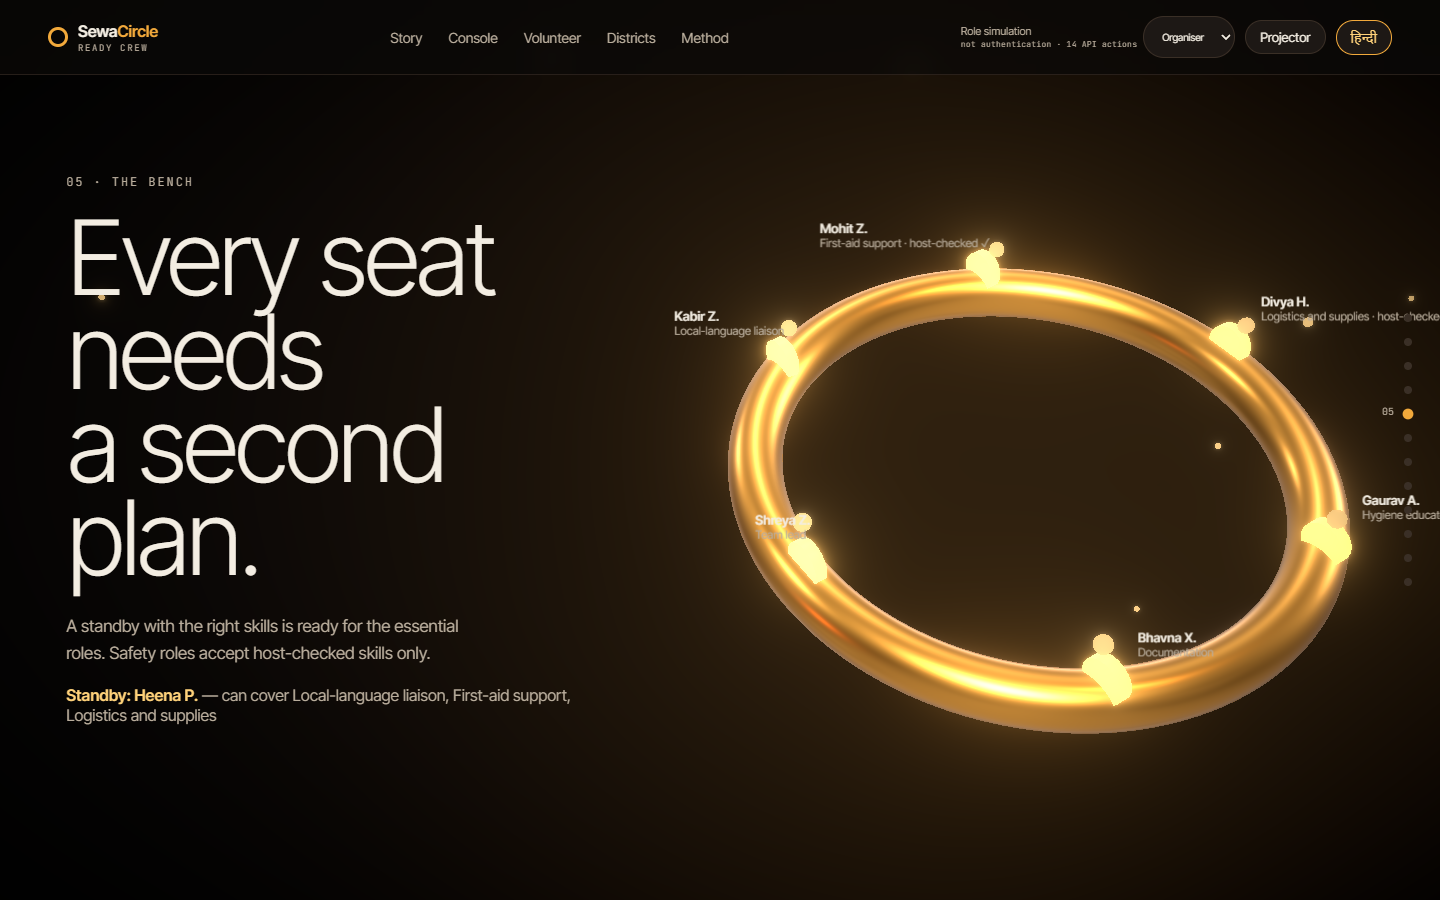 SewaCircle
READY CREW
Story
Console
Volunteer
Districts
Method
Role simulation
not authentication · 14 API actions
Organiser
Projector
हिन्दी
05 · THE BENCH
Every seat
needs
a second
plan.
A standby with the right skills is ready for the essential
roles. Safety roles accept host-checked skills only.
Standby: Heena P. — can cover Local-language liaison, First-aid support,
Logistics and supplies
Mohit Z.
First-aid support · host-checked ✓
Kabir Z.
Local-language liaison
Divya H.
Logistics and supplies · host-checke
05
Gaurav A.
Hygiene educat
Shreya
Bhavna X.
Documentation